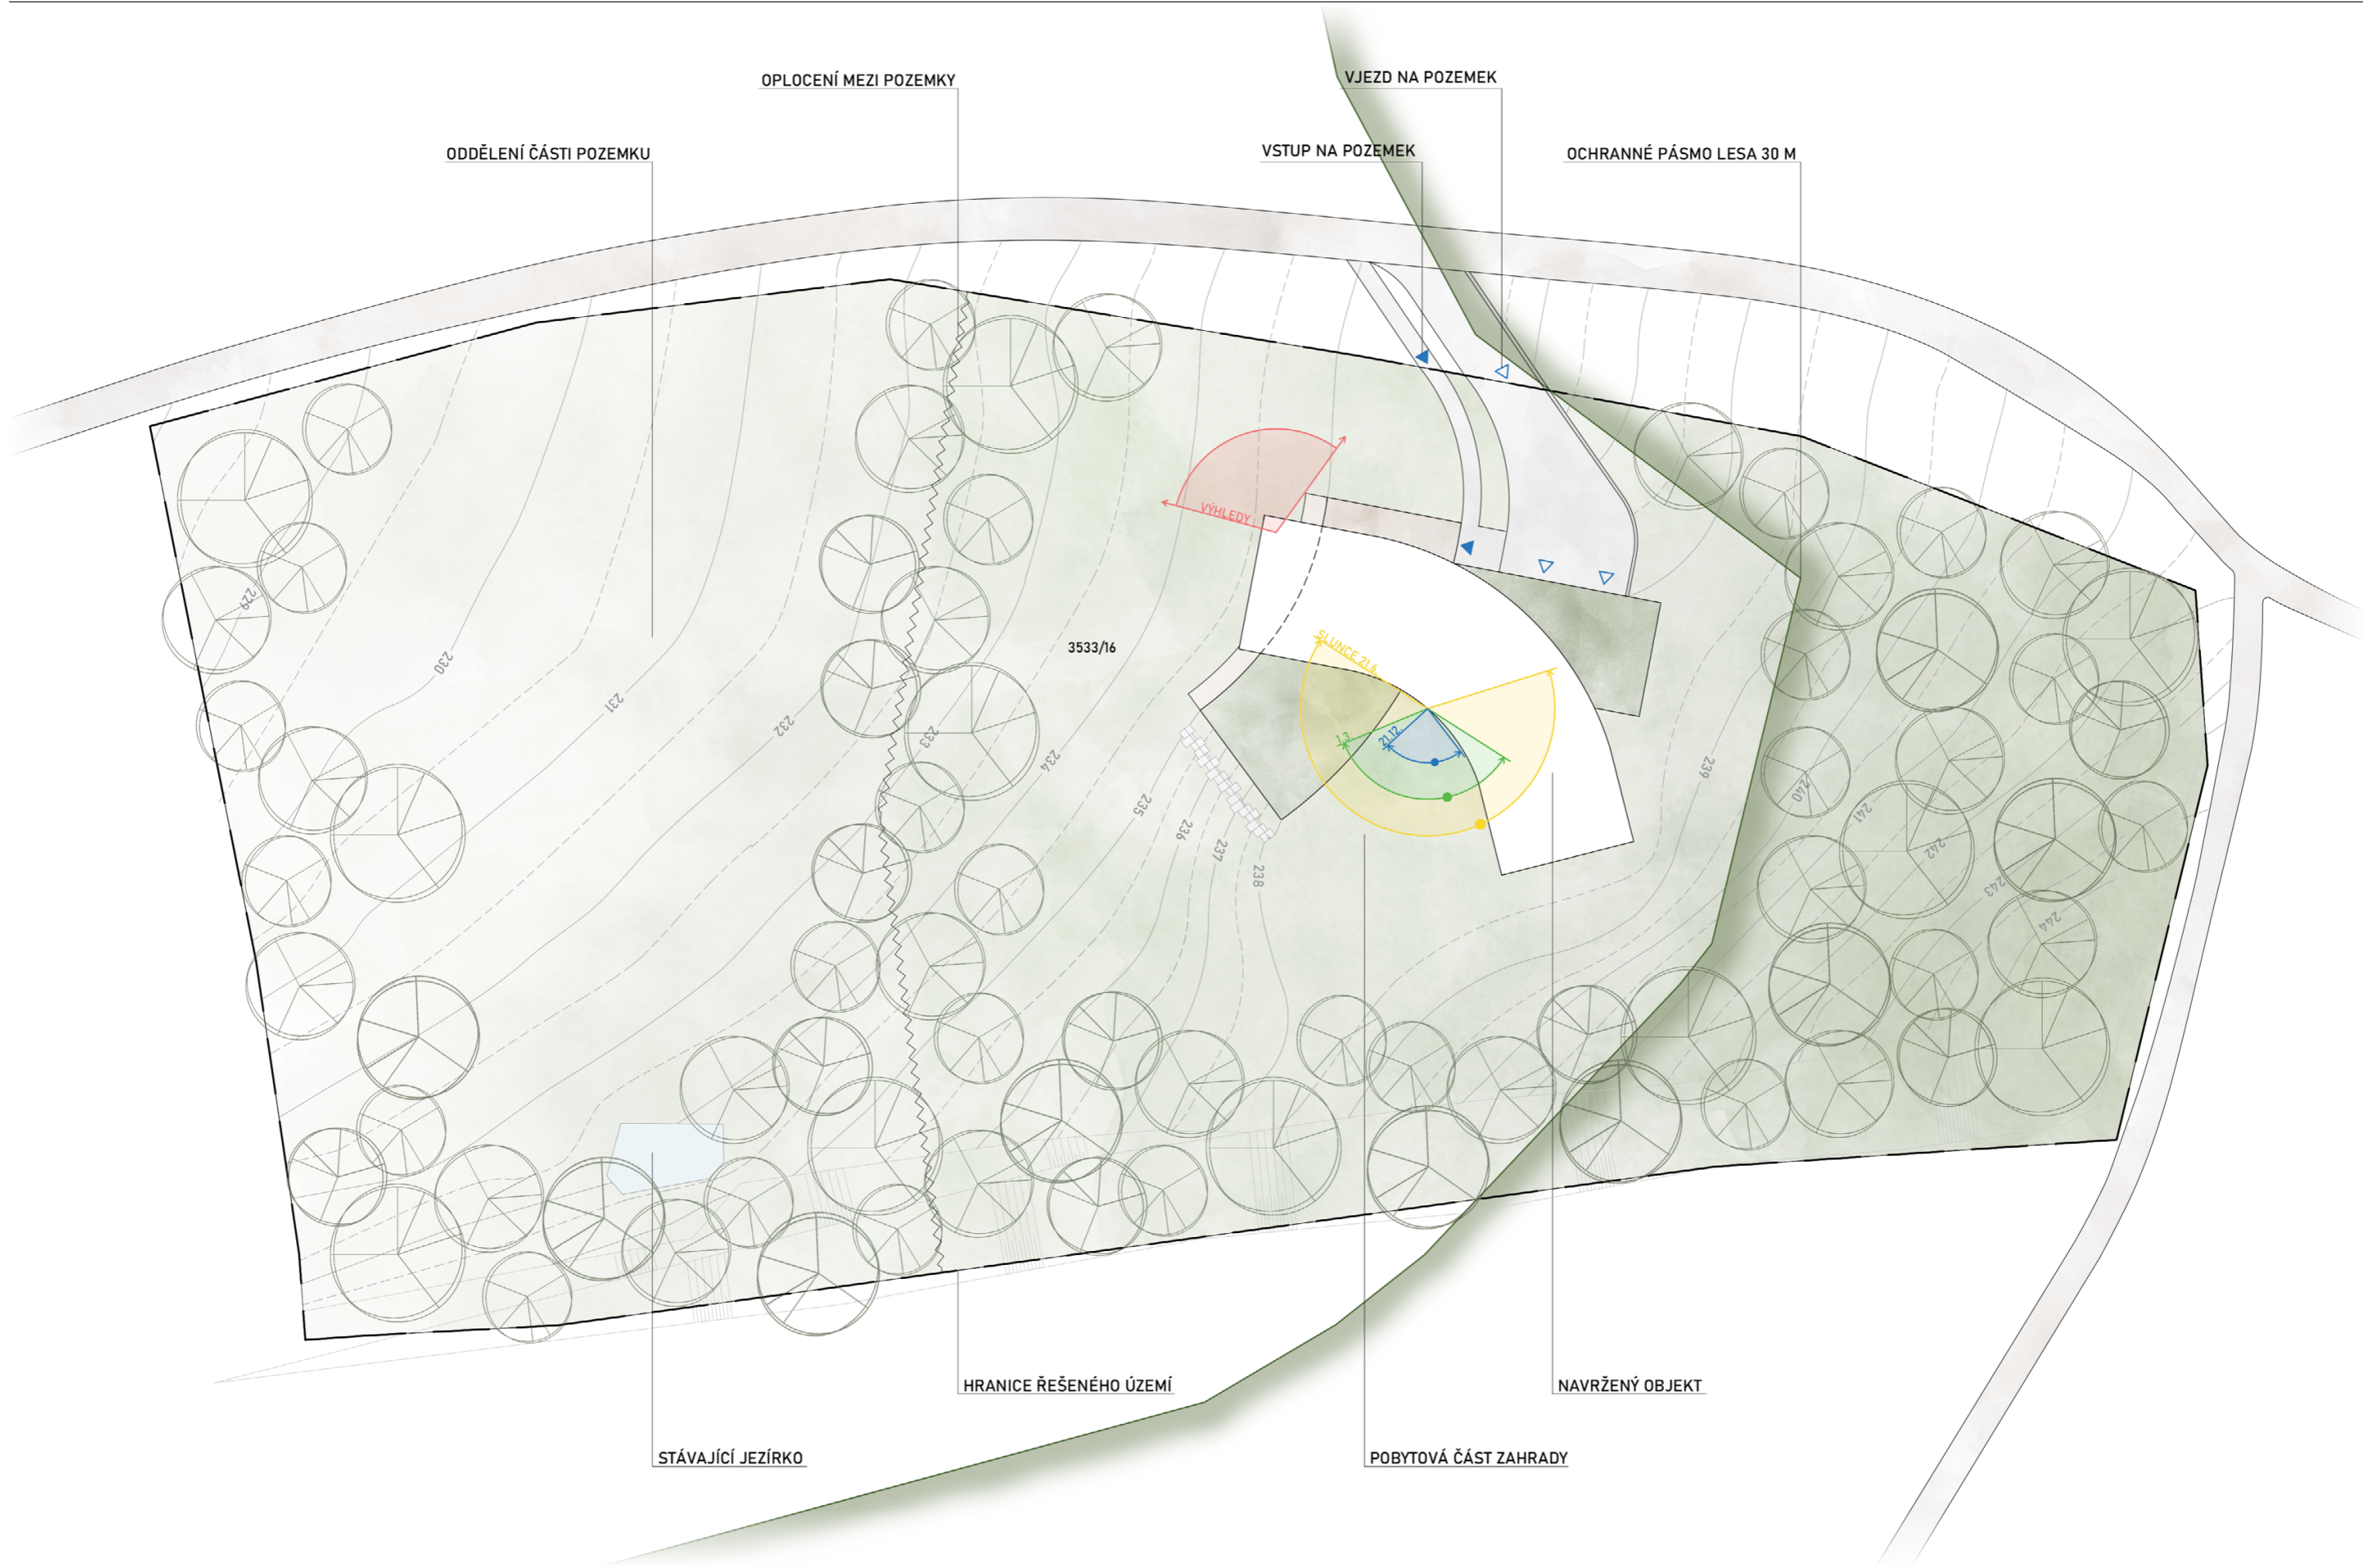 OPLOCENÍ MEZI POZEMKY
VJEZD NA POZEMEK
ODDĚLENÍ ČÁSTI POZEMKU
VSTUP NA POZEMEK
OCHRANNÉ PÁSMO LESA 30 M
VÝHLEDY
229
230
231
232
233
234
235
236
237
238
3533/16
SLUNCE 21.6.
1.3.
21.12.
239
240
241
242
243
244
HRANICE ŘEŠENÉHO ÚZEMÍ
NAVRŽENÝ OBJEKT
STÁVAJÍCÍ JEZÍRKO
POBYTOVÁ ČÁST ZAHRADY